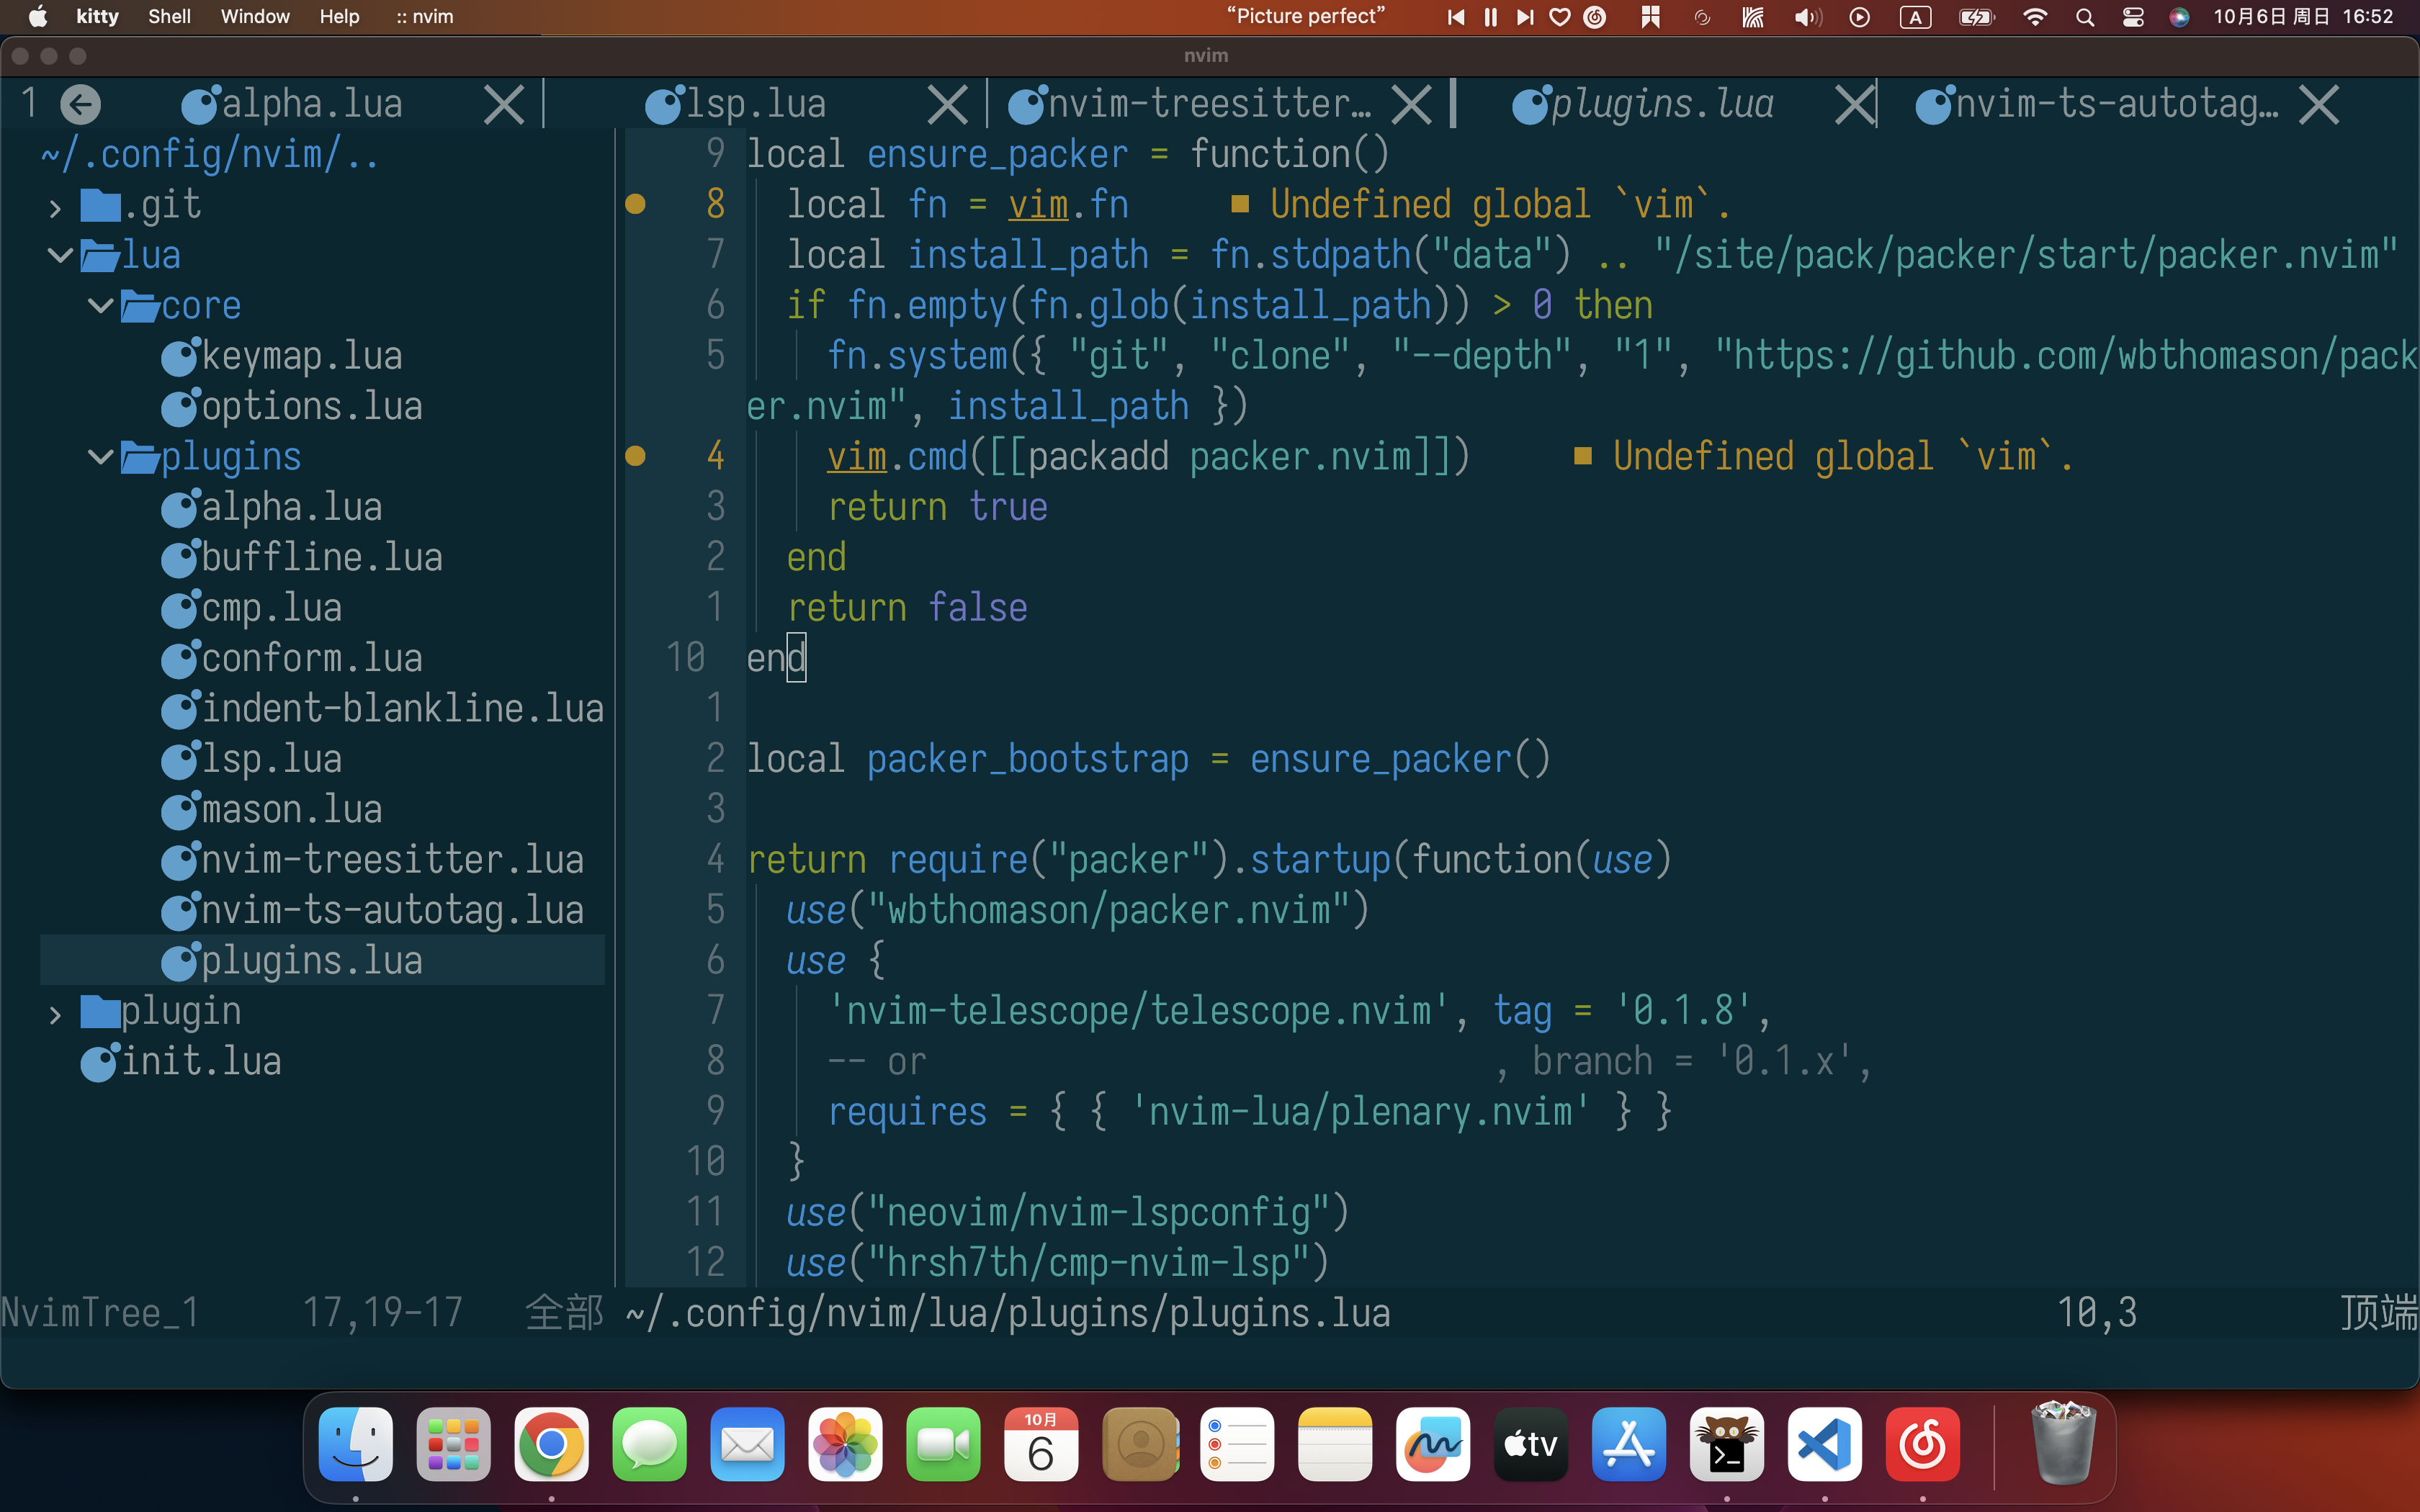 kitty Shell Window Help :: nvim “Picture perfect” A 10月6日 周日 16:52
nvim
1 alpha.lua lsp.lua nvim-treesitter… plugins.lua nvim-ts-autotag…
~/.config/nvim/..
.git
lua
core
keymap.lua
options.lua
plugins
alpha.lua
buffline.lua
cmp.lua
conform.lua
indent-blankline.lua
lsp.lua
mason.lua
nvim-treesitter.lua
nvim-ts-autotag.lua
plugins.lua
plugin
init.lua
9 local ensure_packer = function()
8 local fn = vim.fn ■ Undefined global `vim`.
7 local install_path = fn.stdpath("data") .. "/site/pack/packer/start/packer.nvim"
6 if fn.empty(fn.glob(install_path)) > 0 then
5 fn.system({ "git", "clone", "--depth", "1", "https://github.com/wbthomason/pack
er.nvim", install_path })
4 vim.cmd([[packadd packer.nvim]]) ■ Undefined global `vim`.
3 return true
2 end
1 return false
10 end
1
2 local packer_bootstrap = ensure_packer()
3
4 return require("packer").startup(function(use)
5 use("wbthomason/packer.nvim")
6 use {
7 'nvim-telescope/telescope.nvim', tag = '0.1.8',
8 -- or , branch = '0.1.x',
9 requires = { { 'nvim-lua/plenary.nvim' } }
10 }
11 use("neovim/nvim-lspconfig")
12 use("hrsh7th/cmp-nvim-lsp")
NvimTree_1 17,19-17 全部 ~/.config/nvim/lua/plugins/plugins.lua 10,3 顶端
10月
6
tv